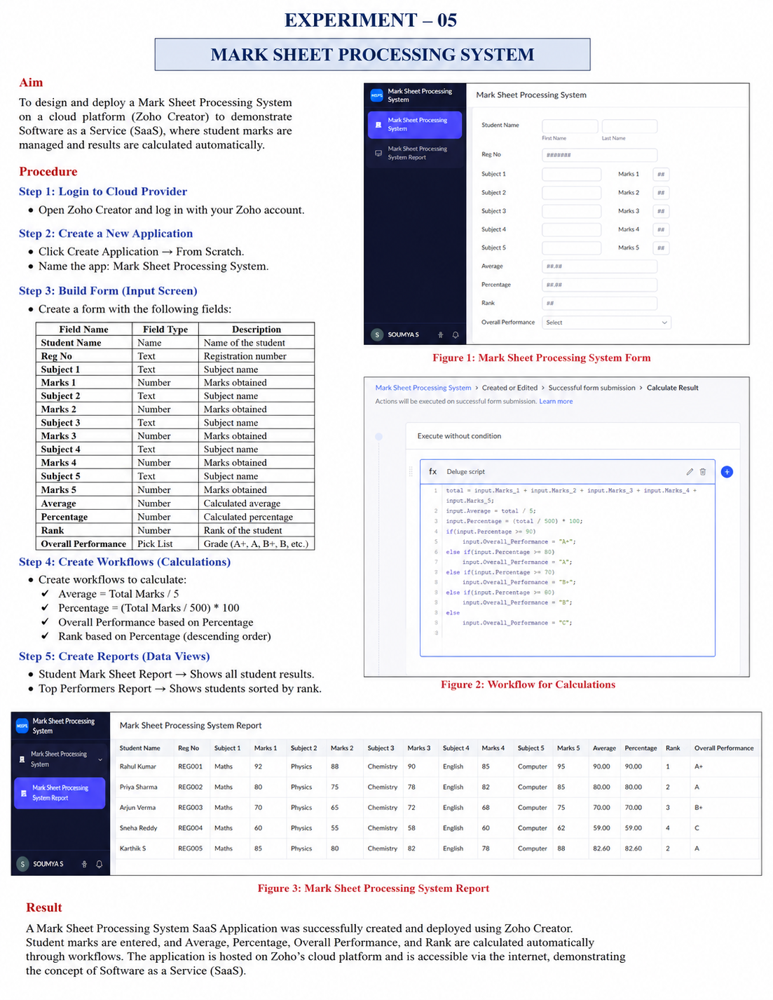 EXPERIMENT – 05
MARK SHEET PROCESSING SYSTEM
Aim
To design and deploy a Mark Sheet Processing System
on a cloud platform (Zoho Creator) to demonstrate
Software as a Service (SaaS), where student marks are
managed and results are calculated automatically.
Procedure
Step 1: Login to Cloud Provider
• Open Zoho Creator and log in with your Zoho account.
Step 2: Create a New Application
• Click Create Application → From Scratch.
• Name the app: Mark Sheet Processing System.
Step 3: Build Form (Input Screen)
• Create a form with the following fields:
Field Name Field Type Description
Student Name Name Name of the student
Reg No Text Registration number
Subject 1 Text Subject name
Marks 1 Number Marks obtained
Subject 2 Text Subject name
Marks 2 Number Marks obtained
Subject 3 Text Subject name
Marks 3 Number Marks obtained
Subject 4 Text Subject name
Marks 4 Number Marks obtained
Subject 5 Text Subject name
Marks 5 Number Marks obtained
Average Number Calculated average
Percentage Number Calculated percentage
Rank Number Rank of the student
Overall Performance Pick List Grade (A+, A, B+, B, etc.)
Step 4: Create Workflows (Calculations)
• Create workflows to calculate:
✓ Average = Total Marks / 5
✓ Percentage = (Total Marks / 500) * 100
✓ Overall Performance based on Percentage
✓ Rank based on Percentage (descending order)
Step 5: Create Reports (Data Views)
• Student Mark Sheet Report → Shows all student results.
• Top Performers Report → Shows students sorted by rank.
Mark Sheet Processing
System
Mark Sheet Processing
System
Mark Sheet Processing
System Report
S SOUMYA S
Mark Sheet Processing System
Student Name
First Name Last Name
Reg No #######
Subject 1 Marks 1 ##
Subject 2 Marks 2 ##
Subject 3 Marks 3 ##
Subject 4 Marks 4 ##
Subject 5 Marks 5 ##
Average ##.##
Percentage ##.##
Rank ##
Overall Performance Select
Figure 1: Mark Sheet Processing System Form
Mark Sheet Processing System > Created or Edited > Successful form submission > Calculate Result
Actions will be executed on successful form submission. Learn more
Execute without condition
fx Deluge script
1 total = input.Marks_1 + input.Marks_2 + input.Marks_3 + input.Marks_4 +
input.Marks_5;
2 input.Average = total / 5;
3 input.Percentage = (total / 500) * 100;
4 if(input.Percentage >= 90)
5 input.Overall_Performance = "A+";
6 else if(input.Percentage >= 80)
7 input.Overall_Performance = "A";
else if(input.Percentage >= 70)
input.Overall_Performance = "B+";
else if(input.Percentage >= 80)
input.Overall_Performance = "B";
else
input.Overall_Porformance = "C";
Figure 2: Workflow for Calculations
Mark Sheet Processing
System
Mark Sheet Processing
System
Mark Sheet Processing
System Report
S SOUMYA S
Mark Sheet Processing System Report
Student Name Reg No Subject 1 Marks 1 Subject 2 Marks 2 Subject 3 Marks 3 Subject 4 Marks 4 Subject 5 Marks 5 Average Percentage Rank Overall Performance
Rahul Kumar REG001 Maths 92 Physics 88 Chemistry 90 English 85 Computer 95 90.00 90.00 1 A+
Priya Sharma REG002 Maths 80 Physics 75 Chemistry 78 English 82 Computer 85 80.00 80.00 2 A
Arjun Verma REG003 Maths 70 Physics 65 Chemistry 72 English 68 Computer 75 70.00 70.00 3 B+
Sneha Reddy REG004 Maths 60 Physics 55 Chemistry 58 English 60 Computer 62 59.00 59.00 4 C
Karthik S REG005 Maths 85 Physics 80 Chemistry 82 English 78 Computer 88 82.60 82.60 2 A
Figure 3: Mark Sheet Processing System Report
Result
A Mark Sheet Processing System SaaS Application was successfully created and deployed using Zoho Creator.
Student marks are entered, and Average, Percentage, Overall Performance, and Rank are calculated automatically
through workflows. The application is hosted on Zoho's cloud platform and is accessible via the internet, demonstrating
the concept of Software as a Service (SaaS).